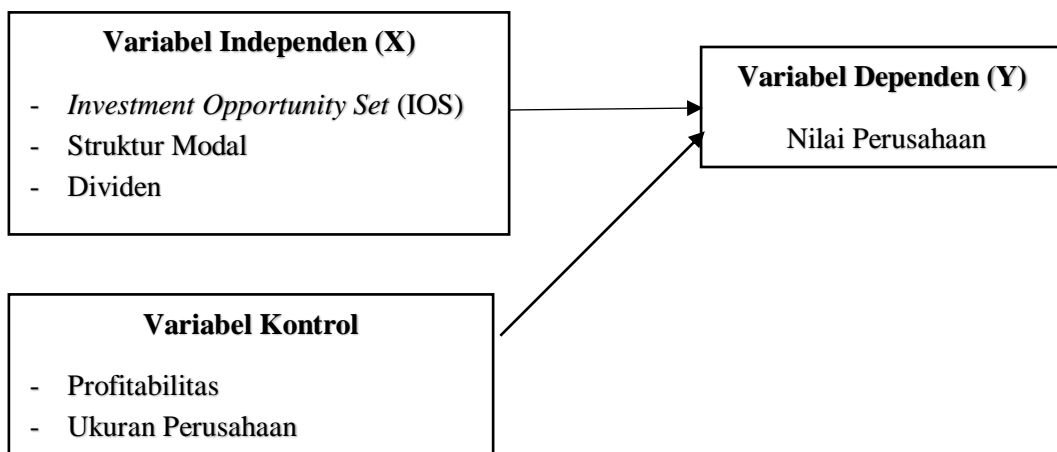 Variabel Independen (X)
- Investment Opportunity Set (IOS)
- Struktur Modal
- Dividen
Variabel Dependen (Y)
Nilai Perusahaan
Variabel Kontrol
- Profitabilitas
- Ukuran Perusahaan